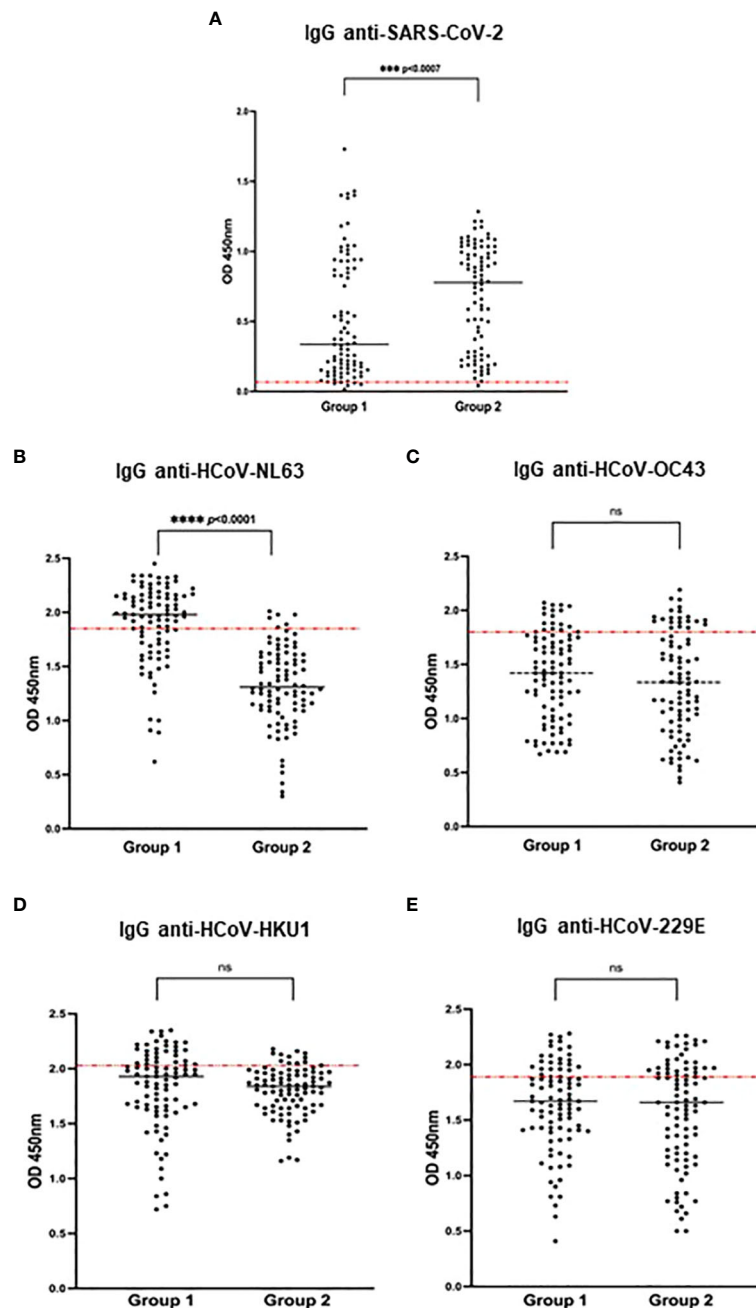 A
IgG anti-SARS-CoV-2
*** p<0.0007
2.0
1.5
1.0
0.5
0.0
OD 450nm
Group 1 Group 2
B
IgG anti-HCoV-NL63
**** p<0.0001
2.5
2.0
1.5
1.0
0.5
0.0
OD 450nm
Group 1 Group 2
C
IgG anti-HCoV-OC43
ns
2.5
2.0
1.5
1.0
0.5
0.0
OD 450nm
Group 1 Group 2
D
IgG anti-HCoV-HKU1
ns
2.5
2.0
1.5
1.0
0.5
0.0
OD 450nm
Group 1 Group 2
E
IgG anti-HCoV-229E
ns
2.5
2.0
1.5
1.0
0.5
0.0
OD 450nm
Group 1 Group 2